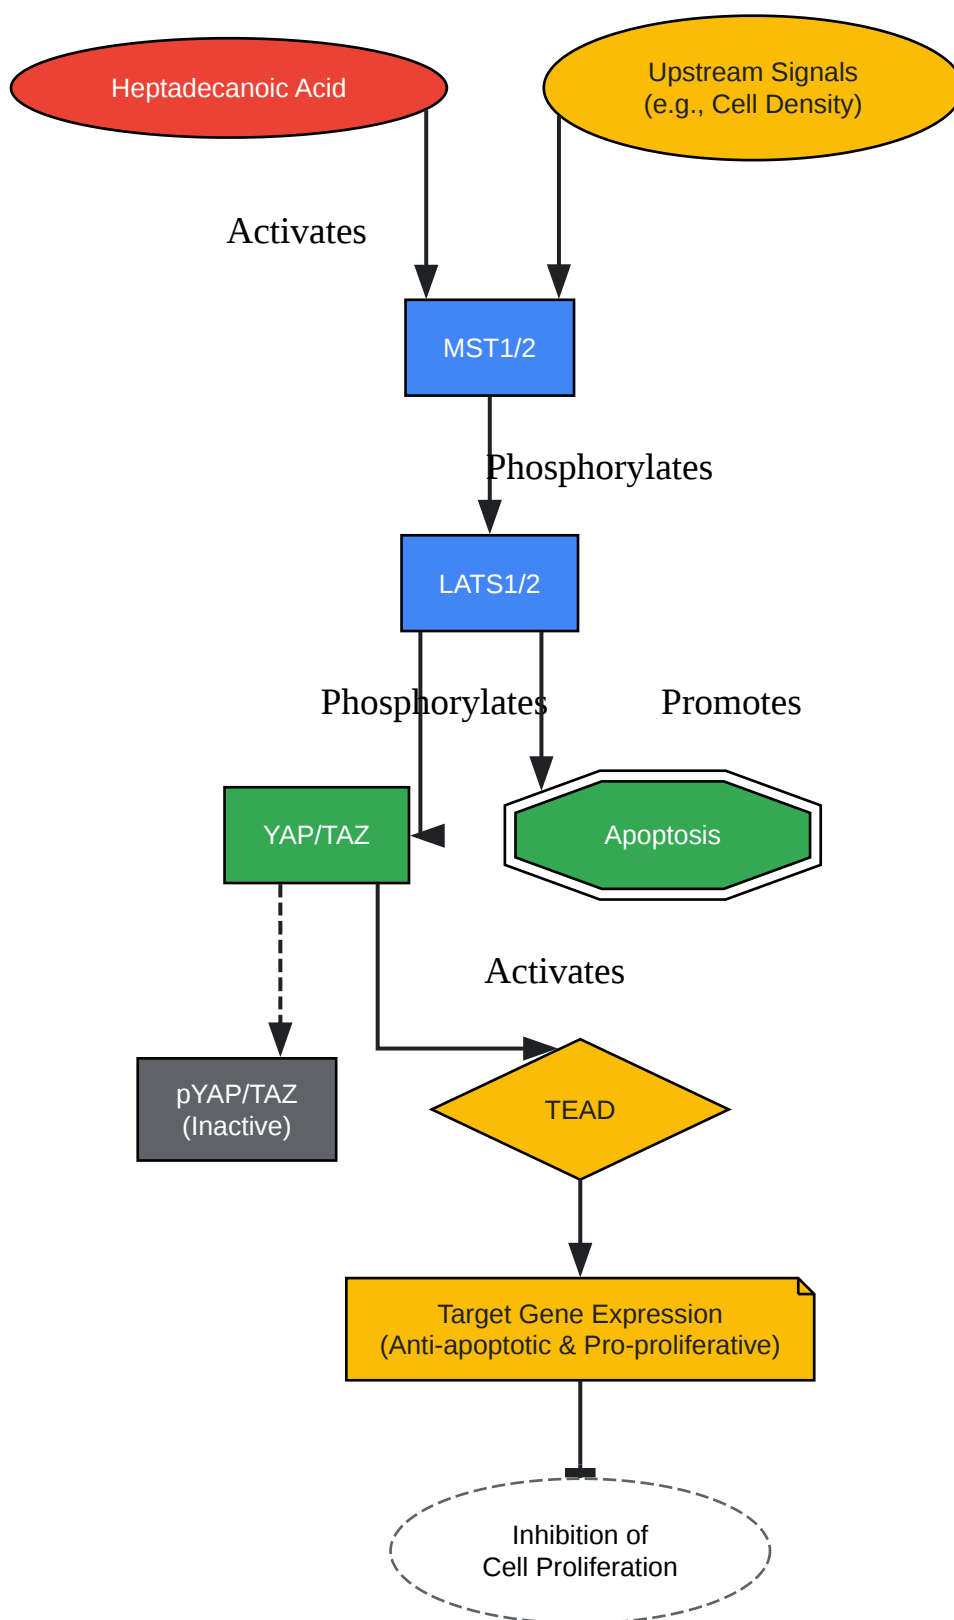 Heptadecanoic Acid
Upstream Signals
(e.g., Cell Density)
Activates
MST1/2
Phosphorylates
LATS1/2
Phosphorylates
Promotes
YAP/TAZ
Apoptosis
Activates
pYAP/TAZ
(Inactive)
TEAD
Target Gene Expression
(Anti-apoptotic & Pro-proliferative)
Inhibition of
Cell Proliferation